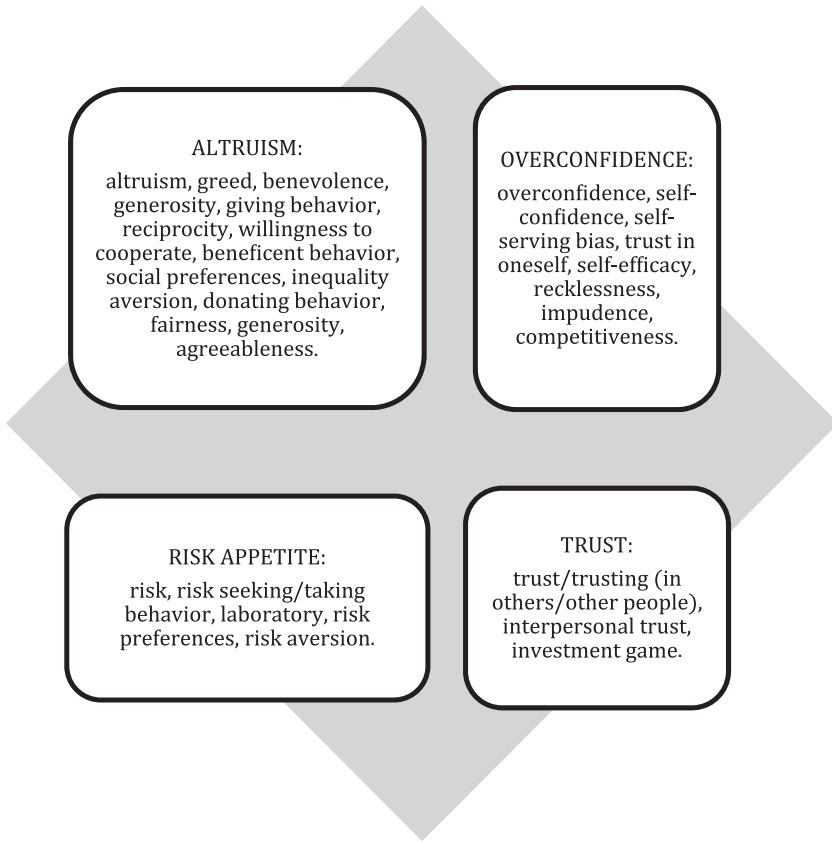 ALTRUISM:
altruism, greed, benevolence,
generosity, giving behavior,
reciprocity, willingness to
cooperate, beneficent behavior,
social preferences, inequality
aversion, donating behavior,
fairness, generosity,
agreeableness.
OVERCONFIDENCE:
overconfidence, self-
confidence, self-
serving bias, trust in
oneself, self-efficacy,
recklessness,
impudence,
competitiveness.
RISK APPETITE:
risk, risk seeking/taking
behavior, laboratory, risk
preferences, risk aversion.
TRUST:
trust/trusting (in
others/other people),
interpersonal trust,
investment game.